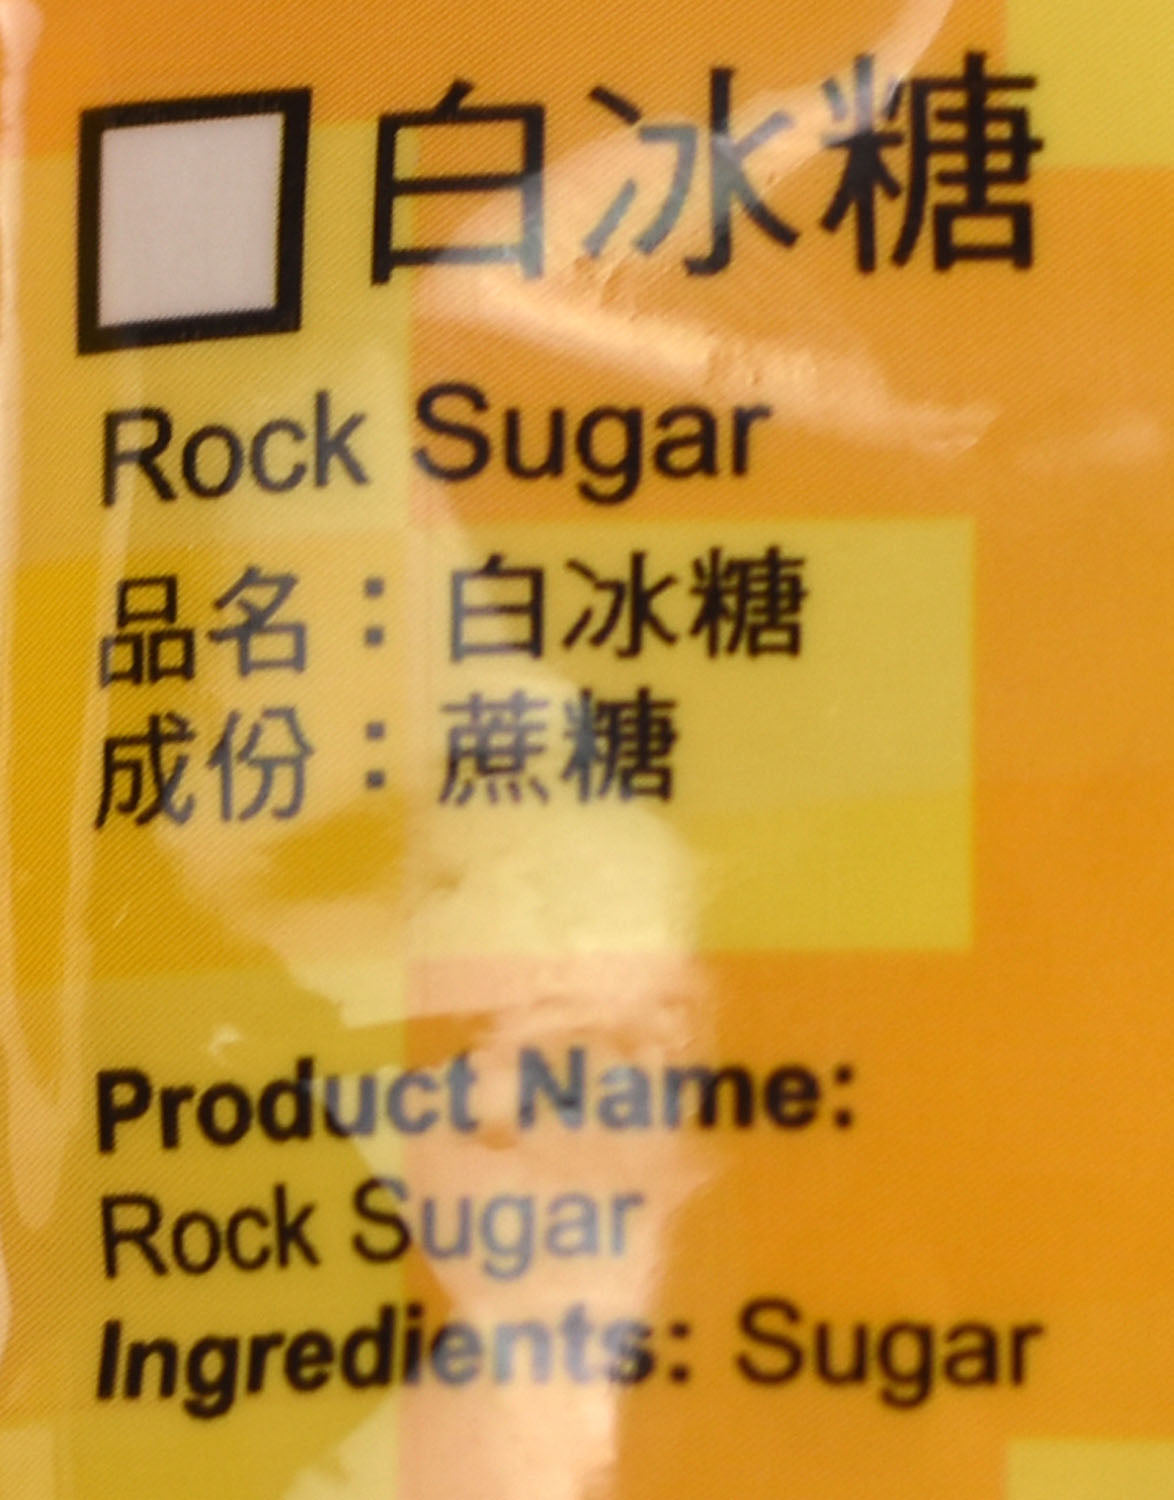 白冰糖
Rock Sugar
品名：白冰糖
成份：蔗糖
Product Name:
Rock Sugar
Ingredients: Sugar